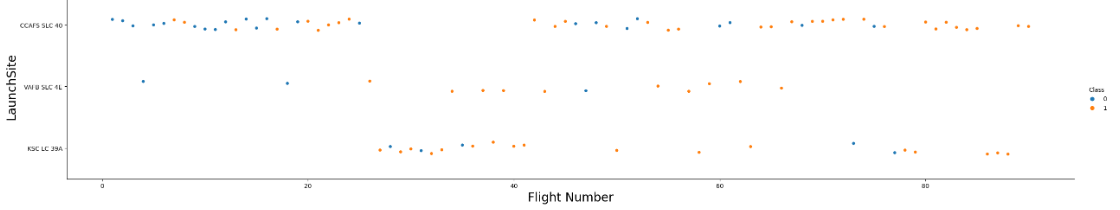 CCAFS SLC 40
VAFB SLC 4E
KSC LC 39A
LaunchSite
0
20
40
60
80
Flight Number
Class
0
1